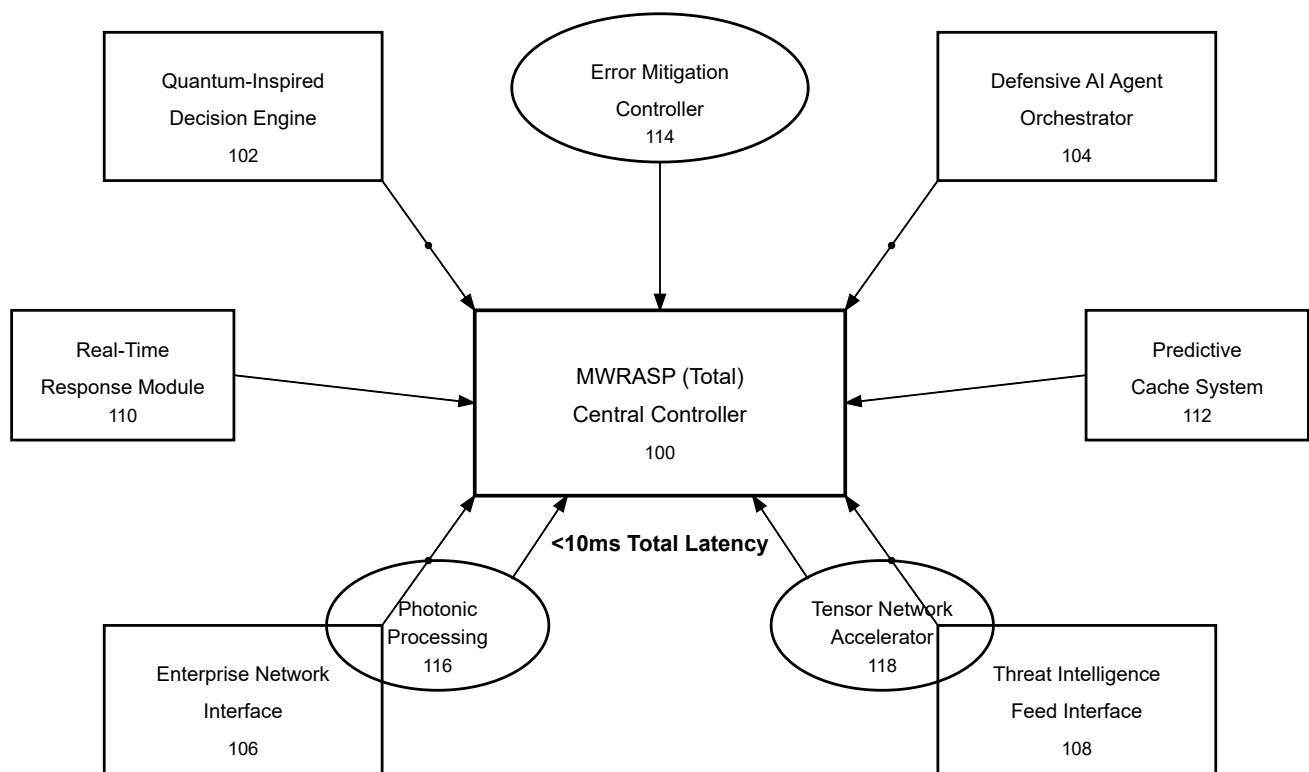 Quantum-Inspired
Decision Engine
102
Error Mitigation
Controller
114
Defensive AI Agent
Orchestrator
104
Real-Time
Response Module
110
MWRASP (Total)
Central Controller
100
Predictive
Cache System
112
<10ms Total Latency
Photonic
Processing
116
Tensor Network
Accelerator
118
Enterprise Network
Interface
106
Threat Intelligence
Feed Interface
108